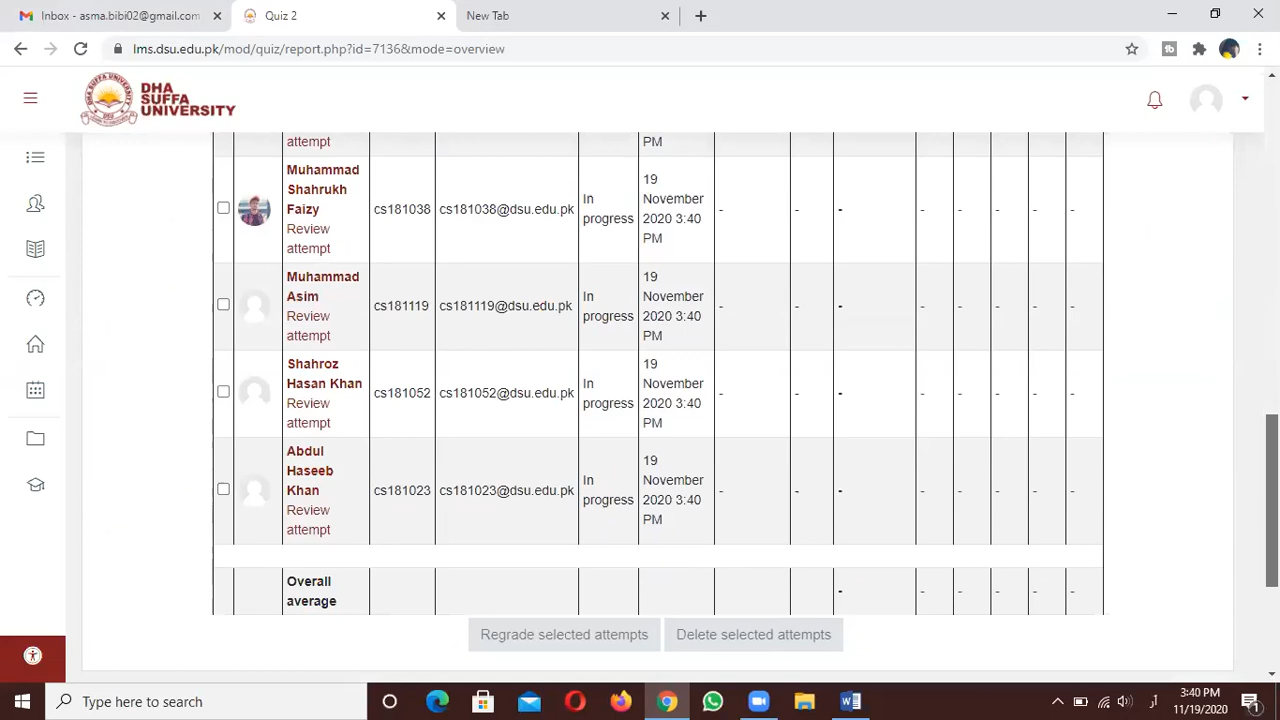 Inbox - asma.bibi02@gmail.com
Quiz 2
New Tab
lms.dsu.edu.pk/mod/quiz/report.php?id=7136&mode=overview
DHA
SUFFA
UNIVERSITY
attempt
PM
Muhammad
Shahrukh
Faizy
Review
attempt
cs181038
cs181038@dsu.edu.pk
In
progress
19
November
2020 3:40
PM
- - - - - - - -
Muhammad
Asim
Review
attempt
cs181119
cs181119@dsu.edu.pk
In
progress
19
November
2020 3:40
PM
- - - - - - - -
Shahroz
Hasan Khan
Review
attempt
cs181052
cs181052@dsu.edu.pk
In
progress
19
November
2020 3:40
PM
- - - - - - - -
Abdul
Haseeb
Khan
Review
attempt
cs181023
cs181023@dsu.edu.pk
In
progress
19
November
2020 3:40
PM
- - - - - - - -
Overall
average
- - - - - -
Regrade selected attempts
Delete selected attempts
Type here to search
3:40 PM
11/19/2020